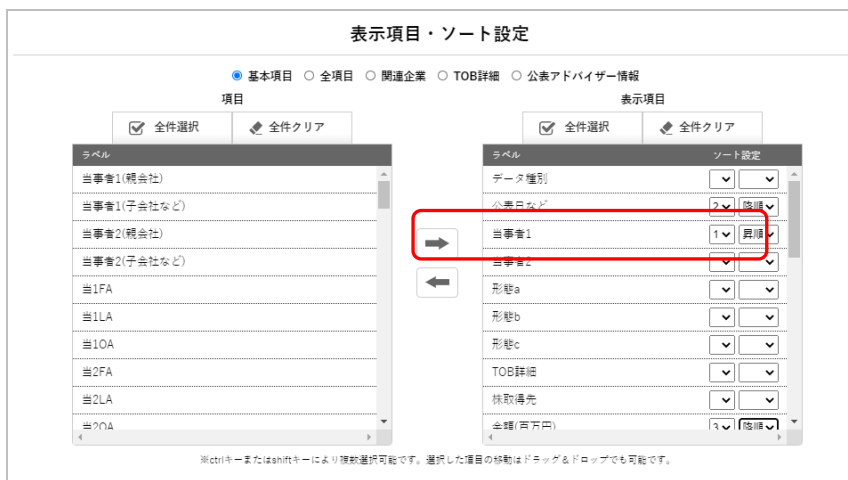 表示項目・ソート設定
基本項目 全項目 関連企業 TOB詳細 公表アドバイザー情報
項目
全件選択 全件クリア
ラベル
当事者1(親会社)
当事者1(子会社など)
当事者2(親会社)
当事者2(子会社など)
当1FA
当1LA
当1OA
当2FA
当2LA
当2OA
表示項目
全件選択 全件クリア
ラベル ソート設定
データ種別
公表日など 2 降順
当事者1 1 昇順
当事者2
形態a
形態b
形態c
TOB詳細
株取得先
金額(百万円) 3 降順
※ctrlキーまたはshiftキーにより複数選択可能です。選択した項目の移動はドラッグ＆ドロップでも可能です。